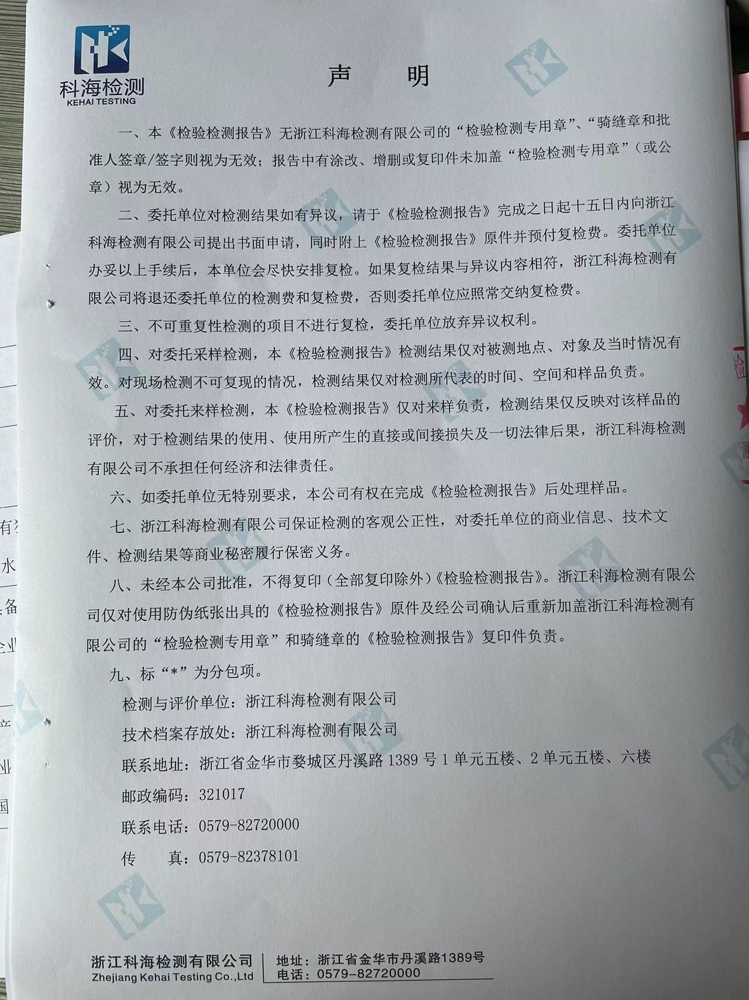 科海检测
KEHAI TESTING
声 明
一、本《检验检测报告》无浙江科海检测有限公司的“检验检测专用章”、“骑缝章和批
准人签章/签字则视为无效；报告中有涂改、增删或复印件未加盖“检验检测专用章”（或公
章）视为无效。
二、委托单位对检测结果如有异议，请于《检验检测报告》完成之日起十五日内向浙江
科海检测有限公司提出书面申请，同时附上《检验检测报告》原件并预付复检费。委托单位
办妥以上手续后，本单位会尽快安排复检。如果复检结果与异议内容相符，浙江科海检测有
限公司将退还委托单位的检测费和复检费，否则委托单位应照常交纳复检费。
三、不可重复性检测的项目不进行复检，委托单位放弃异议权利。
四、对委托采样检测，本《检验检测报告》检测结果仅对被测地点、对象及当时情况有
效。对现场检测不可复现的情况，检测结果仅对检测所代表的时间、空间和样品负责。
五、对委托来样检测，本《检验检测报告》仅对来样负责，检测结果仅反映对该样品的
评价，对于检测结果的使用、使用所产生的直接或间接损失及一切法律后果，浙江科海检测
有限公司不承担任何经济和法律责任。
六、如委托单位无特别要求，本公司有权在完成《检验检测报告》后处理样品。
七、浙江科海检测有限公司保证检测的客观公正性，对委托单位的商业信息、技术文
件、检测结果等商业秘密履行保密义务。
八、未经本公司批准，不得复印（全部复印除外）《检验检测报告》。浙江科海检测有限公
司仅对使用防伪纸张出具的《检验检测报告》原件及经公司确认后重新加盖浙江科海检测有
限公司的“检验检测专用章”和骑缝章的《检验检测报告》复印件负责。
九、标“*”为分包项。
检测与评价单位：浙江科海检测有限公司
技术档案存放处：浙江科海检测有限公司
联系地址：浙江省金华市婺城区丹溪路 1389 号 1 单元五楼、2 单元五楼、六楼
邮政编码：321017
联系电话：0579-82720000
传 真：0579-82378101
浙江科海检测有限公司
Zhejiang Kehai Testing Co.,Ltd
地址：浙江省金华市丹溪路1389号
电话：0579-82720000